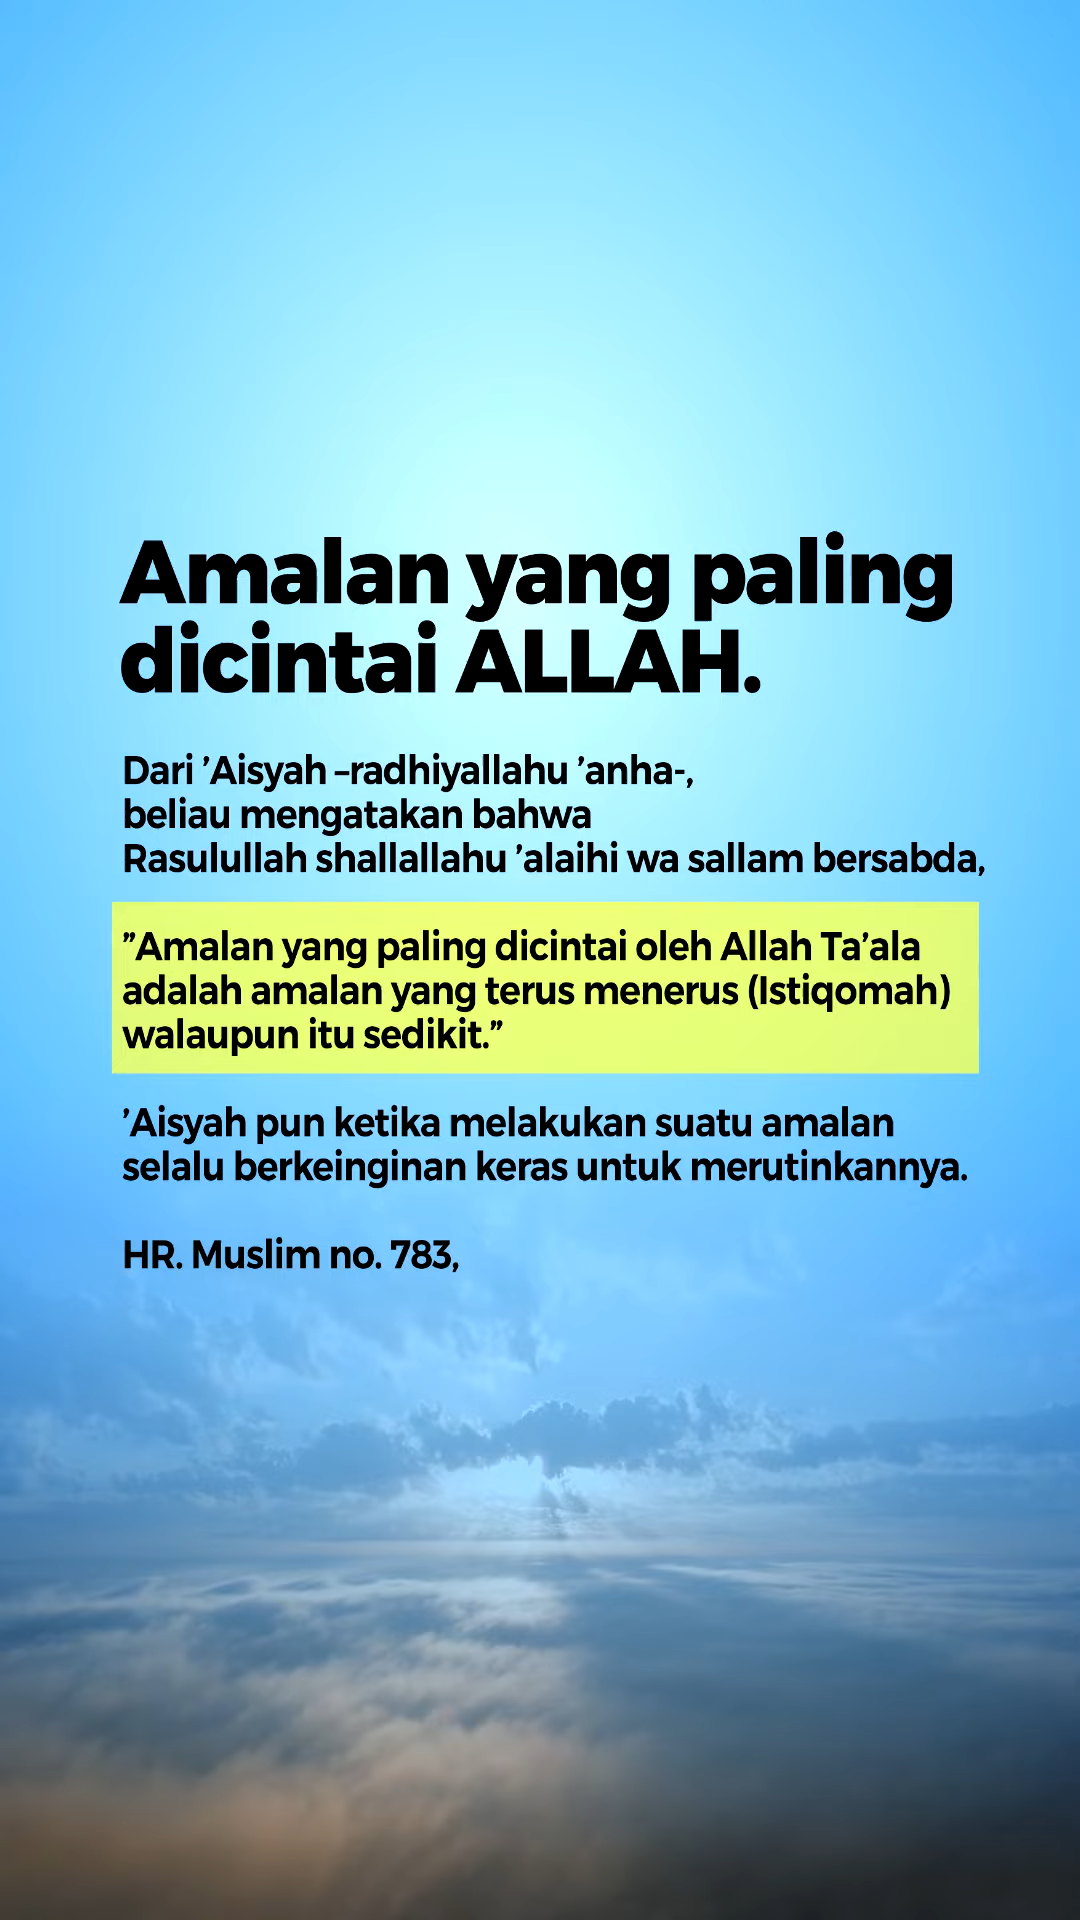 Amalan yang paling
dicintai ALLAH.
Dari ’Aisyah –radhiyallahu ’anha-,
beliau mengatakan bahwa
Rasulullah shallallahu ’alaihi wa sallam bersabda,
”Amalan yang paling dicintai oleh Allah Ta’ala
adalah amalan yang terus menerus (Istiqomah)
walaupun itu sedikit.”
’Aisyah pun ketika melakukan suatu amalan
selalu berkeinginan keras untuk merutinkannya.
HR. Muslim no. 783,